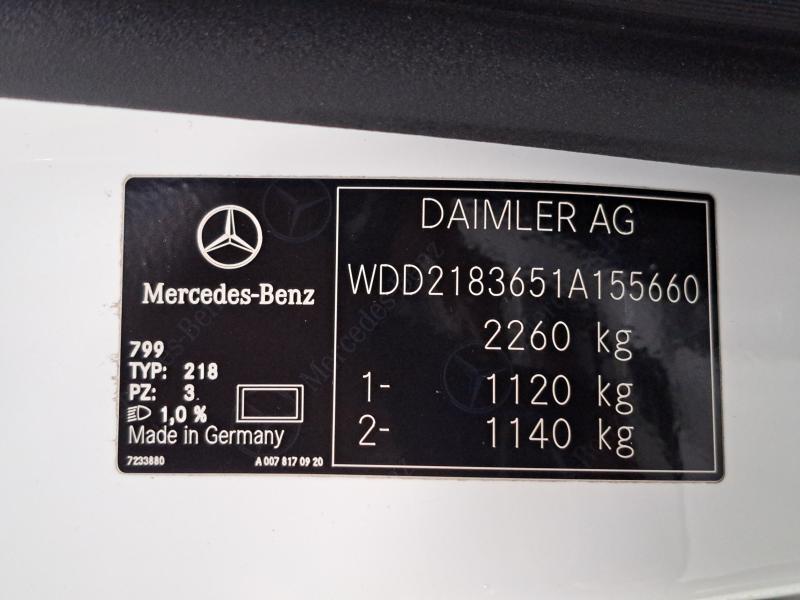 Mercedes-Benz
799
TYP: 218
PZ: 3
1,0 %
Made in Germany
7233880
A 007 817 09 20
DAIMLER AG
WDD2183651A155660
2260 kg
1- 1120 kg
2- 1140 kg